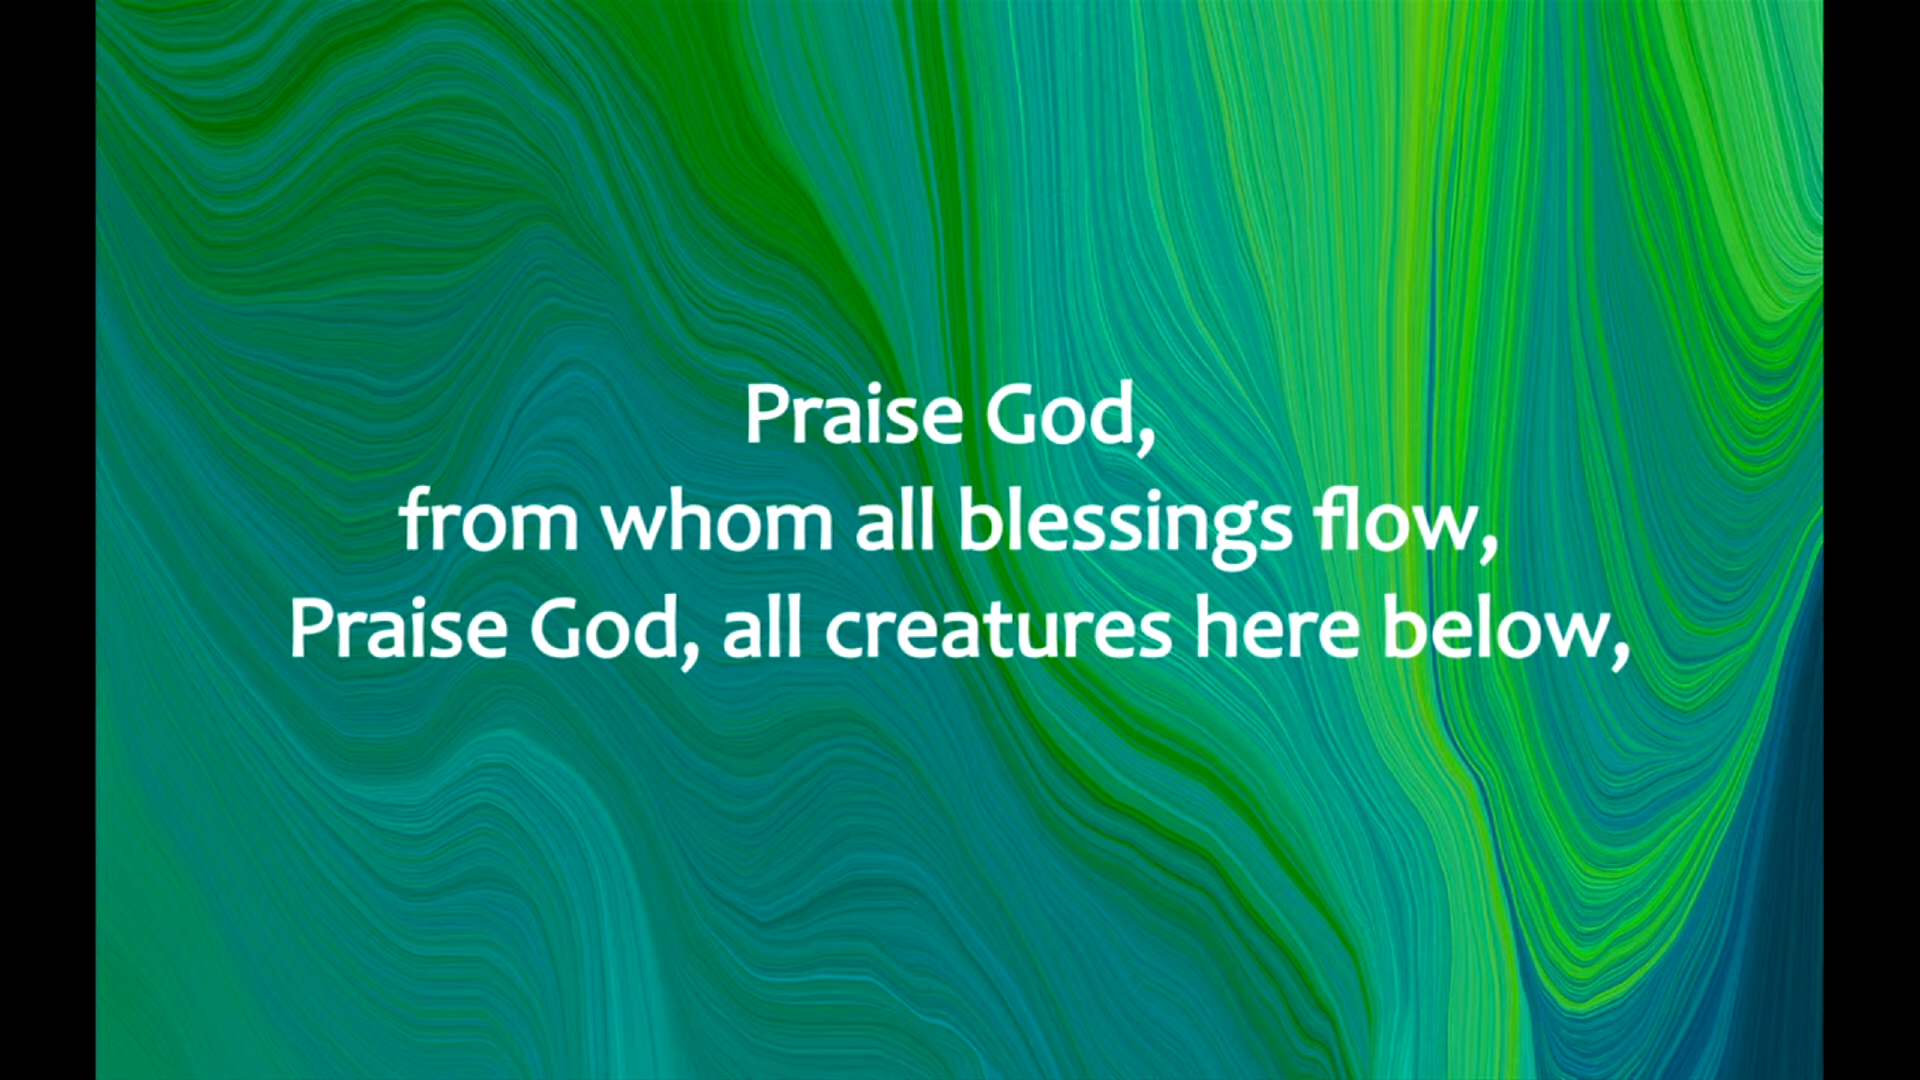 Praise God,
from whom all blessings flow,
Praise God, all creatures here below,